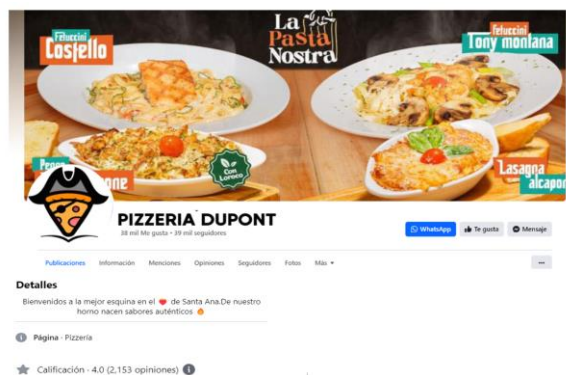 La
Pasta
Nostra
Fetuccini
Costello
Fetuccini
Tony montana
Con
Loroco
Lasagna
alcapon
PIZZERIA DUPONT
38 mil Me gusta • 39 mil seguidores
WhatsApp
Te gusta
Mensaje
Publicaciones
Información
Menciones
Opiniones
Seguidores
Fotos
Más
Detalles
Bienvenidos a la mejor esquina en el ❤️ de Santa Ana.De nuestro
horno nacen sabores auténticos 🔥
Página · Pizzería
Calificación · 4.0 (2,153 opiniones)